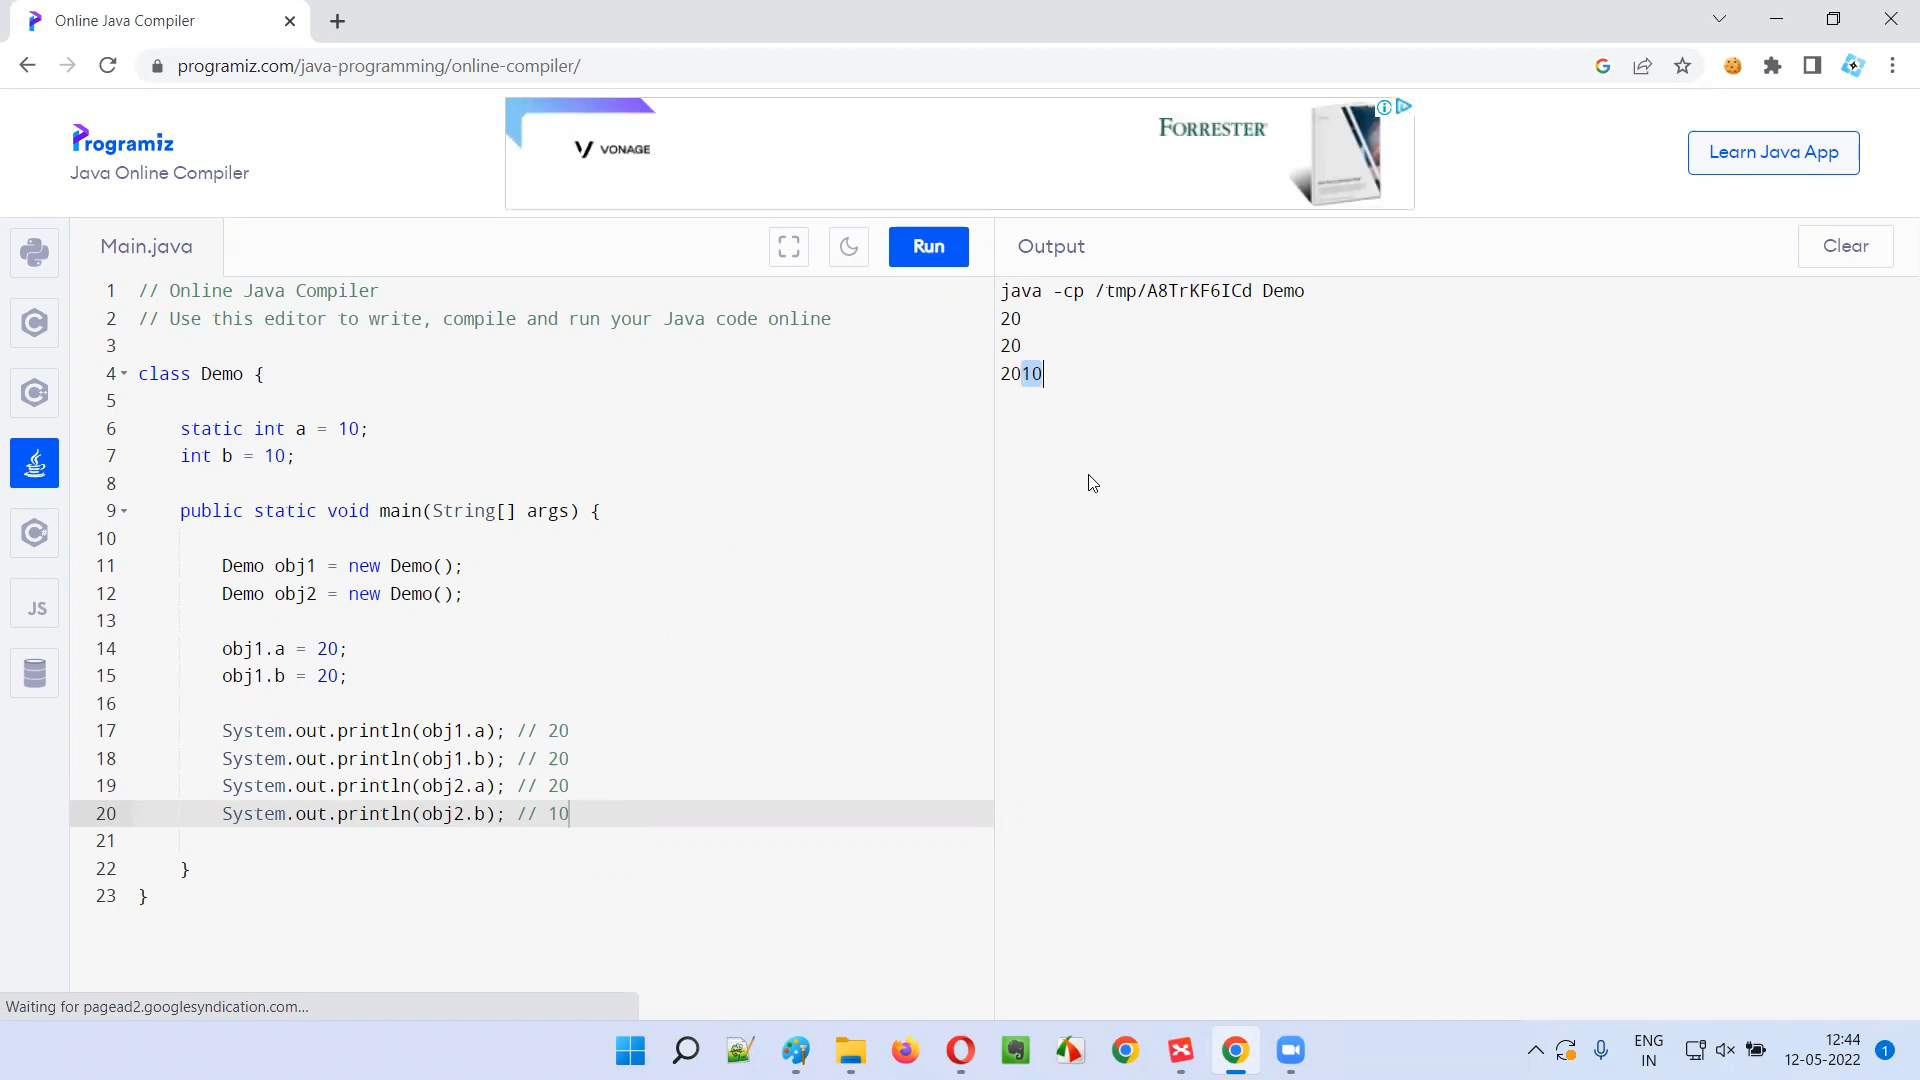 Online Java Compiler
programiz.com/java-programming/online-compiler/
Programiz
Java Online Compiler
VONAGE
FORRESTER
Learn Java App
Main.java
Run
Output
Clear
1 // Online Java Compiler
2 // Use this editor to write, compile and run your Java code online
3
4 class Demo {
5
6 static int a = 10;
7 int b = 10;
8
9 public static void main(String[] args) {
10
11 Demo obj1 = new Demo();
12 Demo obj2 = new Demo();
13
14 obj1.a = 20;
15 obj1.b = 20;
16
17 System.out.println(obj1.a); // 20
18 System.out.println(obj1.b); // 20
19 System.out.println(obj2.a); // 20
20 System.out.println(obj2.b); // 10
21
22 }
23 }
java -cp /tmp/A8TrKF6ICd Demo
20
20
2010
JS
Waiting for pagead2.googlesyndication.com...
ENG
IN
12:44
12-05-2022
1